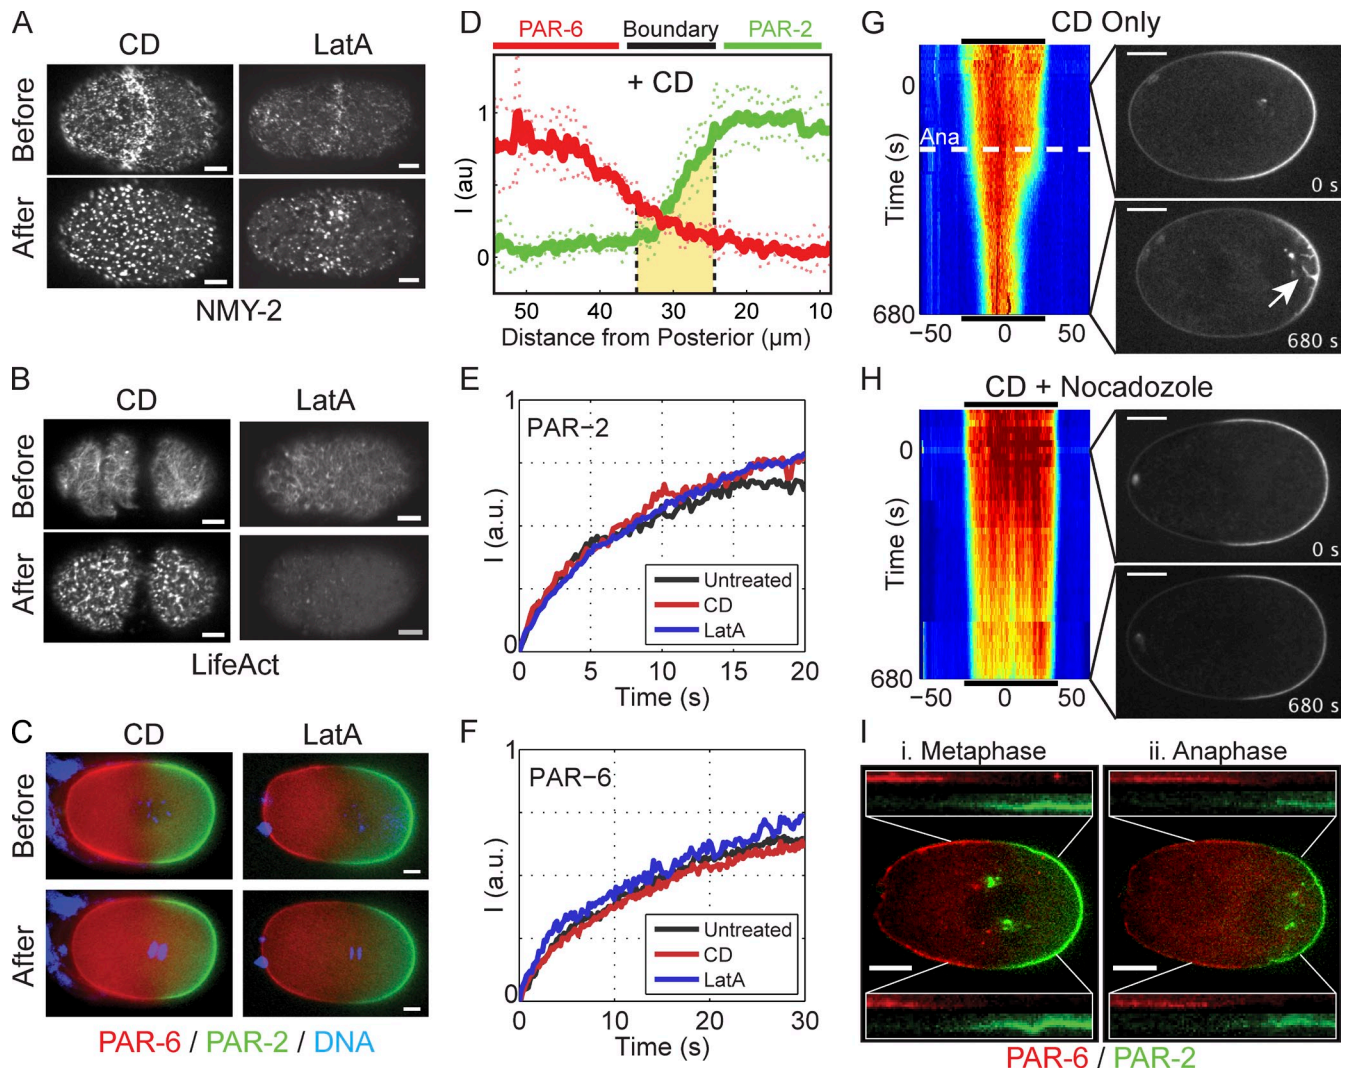 A
CD LatA
Before
After
NMY-2
B
CD LatA
Before
After
LifeAct
C
CD LatA
Before
After
PAR-6 / PAR-2 / DNA
D
PAR-6 Boundary PAR-2
+ CD
I (au)
1
0
50 40 30 20 10
Distance from Posterior (µm)
E
1
PAR-2
I (a.u.)
Untreated
CD
LatA
0
0 5 10 15 20
Time (s)
F
1
PAR-6
I (a.u.)
Untreated
CD
LatA
0
0 10 20 30
Time (s)
G
CD Only
0
Ana
Time (s)
680
-50 0 50
0 s
680 s
H
CD + Nocadozole
0
Time (s)
680
-50 0 50
0 s
680 s
I
i. Metaphase ii. Anaphase
PAR-6 / PAR-2